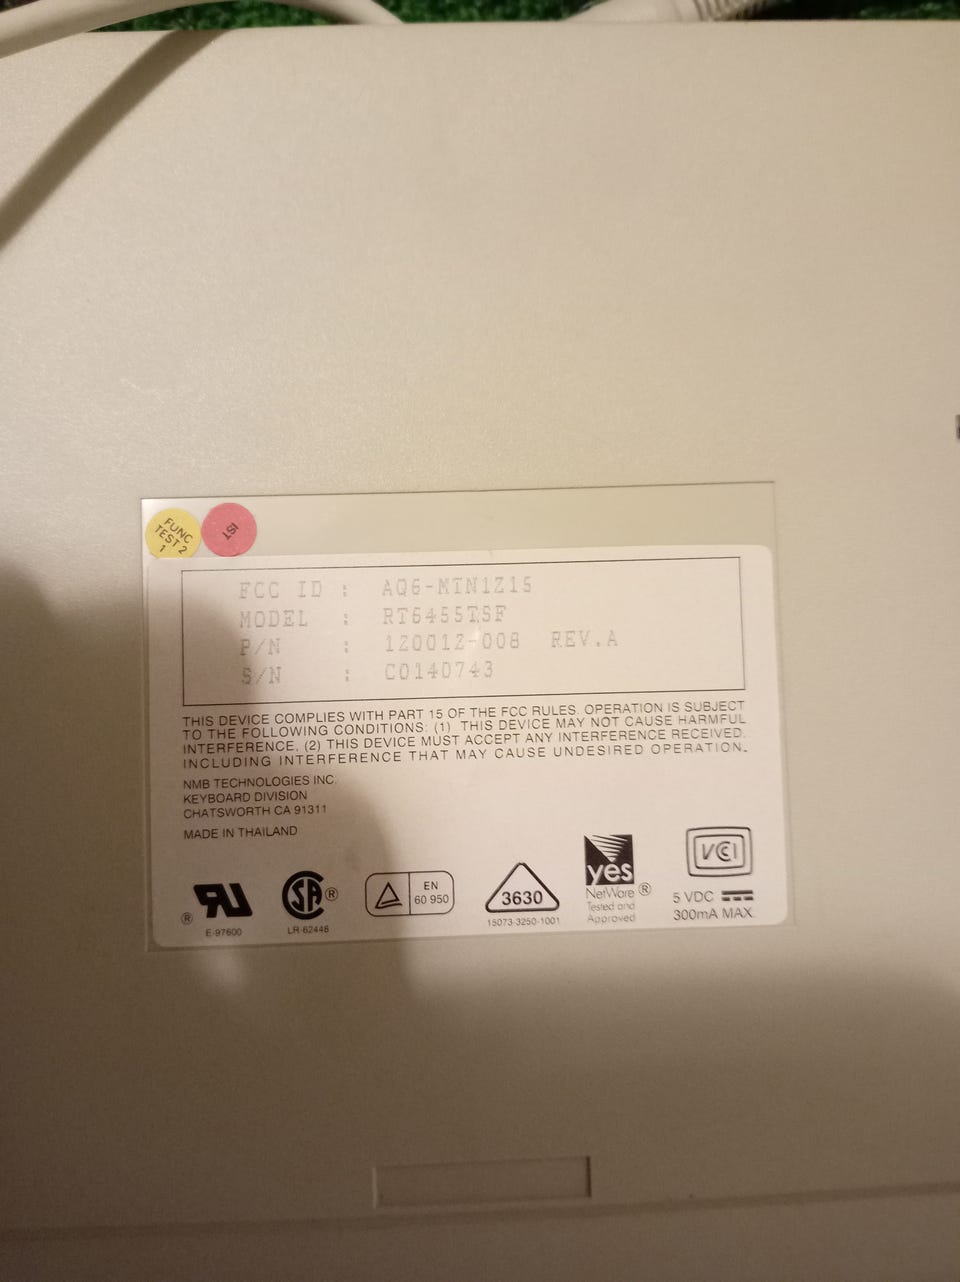 FUNC
TEST 2
1
IST
FCC ID : AQ6-MTN1Z15
MODEL : RT6455TSF
P/N : 120012-008 REV.A
S/N : C0140743
THIS DEVICE COMPLIES WITH PART 15 OF THE FCC RULES. OPERATION IS SUBJECT
TO THE FOLLOWING CONDITIONS: (1) THIS DEVICE MAY NOT CAUSE HARMFUL
INTERFERENCE, (2) THIS DEVICE MUST ACCEPT ANY INTERFERENCE RECEIVED.
INCLUDING INTERFERENCE THAT MAY CAUSE UNDESIRED OPERATION.
NMB TECHNOLOGIES INC.
KEYBOARD DIVISION
CHATSWORTH CA 91311
MADE IN THAILAND
® RU
E-97600
SA ®
LR-62448
EN
60 950
3630
15073-3250-1001
yes
NetWare ®
Tested and
Approved
VCI
5 VDC
300mA MAX.